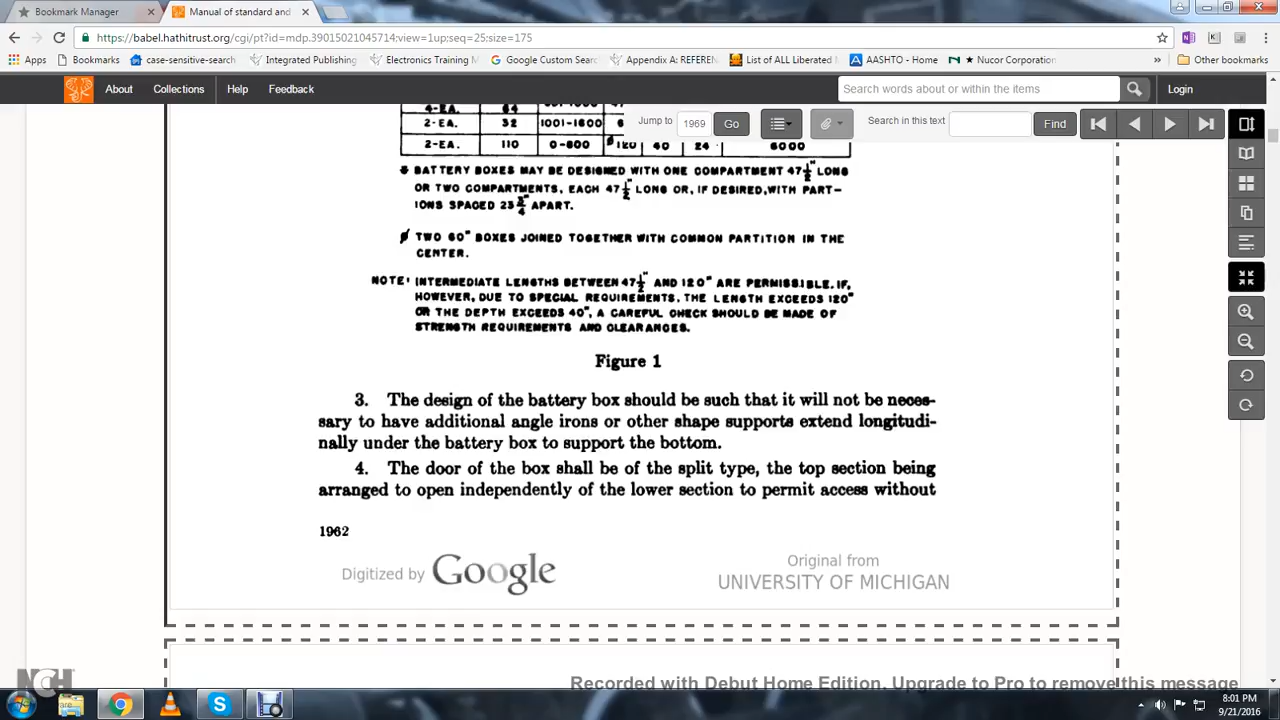 Bookmark Manager
Manual of standard and
https://babel.hathitrust.org/cgi/pt?id=mdp.39015021045714;view=1up;seq=25;size=175
Apps Bookmarks case-sensitive-search Integrated Publishing Electronics Training M Google Custom Searc Appendix A: REFEREN List of ALL Liberated AASHTO - Home ★ Nucor Corporation » Other bookmarks
About Collections Help Feedback Search words about or within the items Login
Jump to 1969 Go Search in this text Find
4-EA. 64
2-EA. 32 1001-1600 6
2-EA. 110 0-800 120 40 24 6000
BATTERY BOXES MAY BE DESIGNED WITH ONE COMPARTMENT 47½" LONG
OR TWO COMPARTMENTS, EACH 47½" LONG OR, IF DESIRED, WITH PART-
IONS SPACED 23¾" APART.
ø TWO 60" BOXES JOINED TOGETHER WITH COMMON PARTITION IN THE
CENTER.
NOTE: INTERMEDIATE LENGTHS BETWEEN 47½" AND 120" ARE PERMISSIBLE. IF,
HOWEVER, DUE TO SPECIAL REQUIREMENTS, THE LENGTH EXCEEDS 120"
OR THE DEPTH EXCEEDS 40", A CAREFUL CHECK SHOULD BE MADE OF
STRENGTH REQUIREMENTS AND CLEARANCES.
Figure 1
3. The design of the battery box should be such that it will not be neces-
sary to have additional angle irons or other shape supports extend longitudi-
nally under the battery box to support the bottom.
4. The door of the box shall be of the split type, the top section being
arranged to open independently of the lower section to permit access without
1962
Digitized by Google
Original from
UNIVERSITY OF MICHIGAN
NCH
ware
Recorded with Debut Home Edition. Upgrade to Pro to remove this message
8:01 PM
9/21/2016